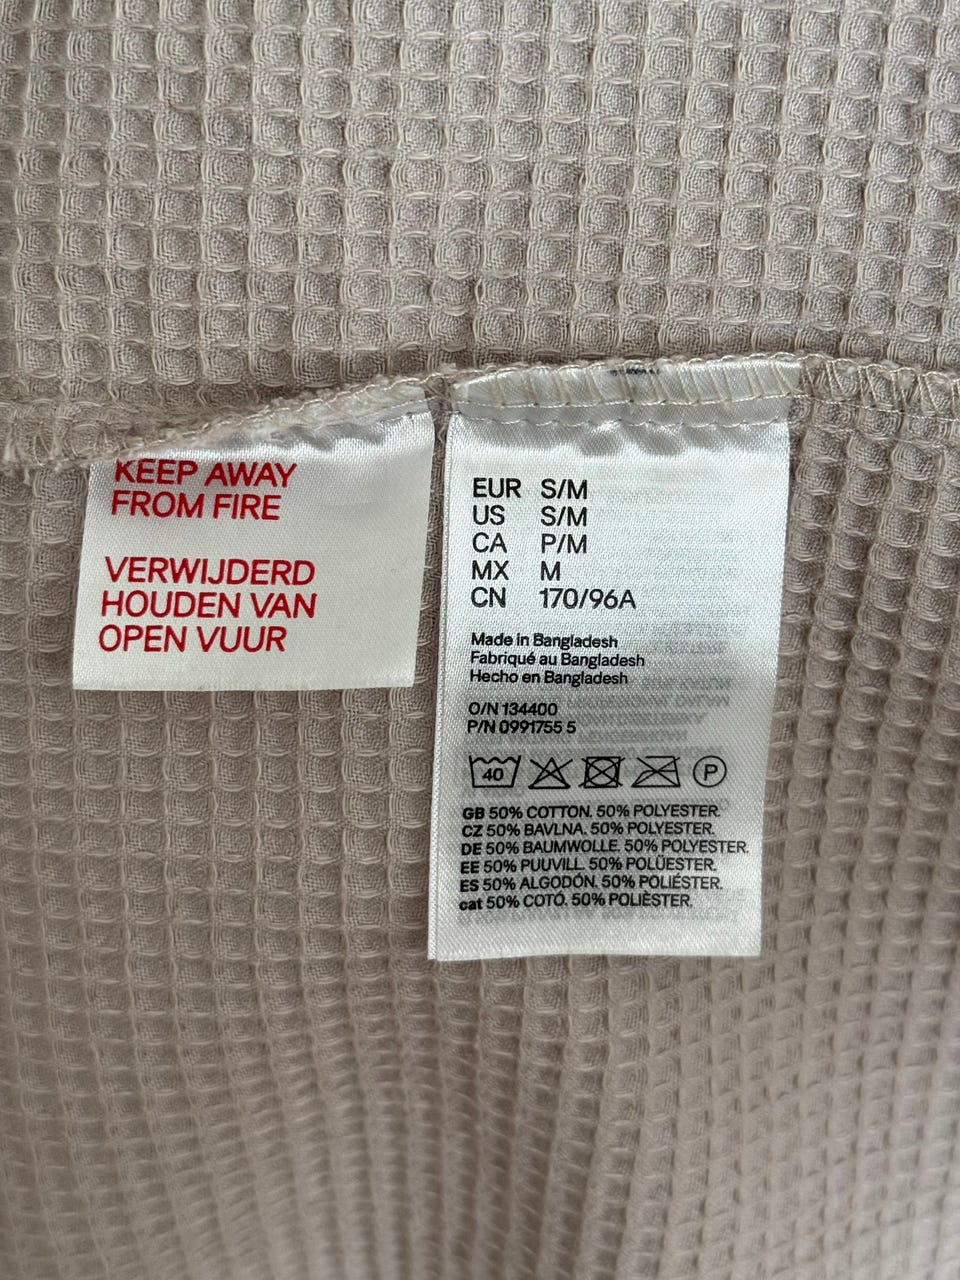 KEEP AWAY
FROM FIRE
VERWIJDERD
HOUDEN VAN
OPEN VUUR
EUR S/M
US S/M
CA P/M
MX M
CN 170/96A
Made in Bangladesh
Fabriqué au Bangladesh
Hecho en Bangladesh
O/N 134400
P/N 0991755 5
40 P
GB 50% COTTON. 50% POLYESTER.
CZ 50% BAVLNA. 50% POLYESTER.
DE 50% BAUMWOLLE. 50% POLYESTER.
EE 50% PUUVILL. 50% POLÜESTER.
ES 50% ALGODÓN. 50% POLIÉSTER.
cat 50% COTÓ. 50% POLIÈSTER.